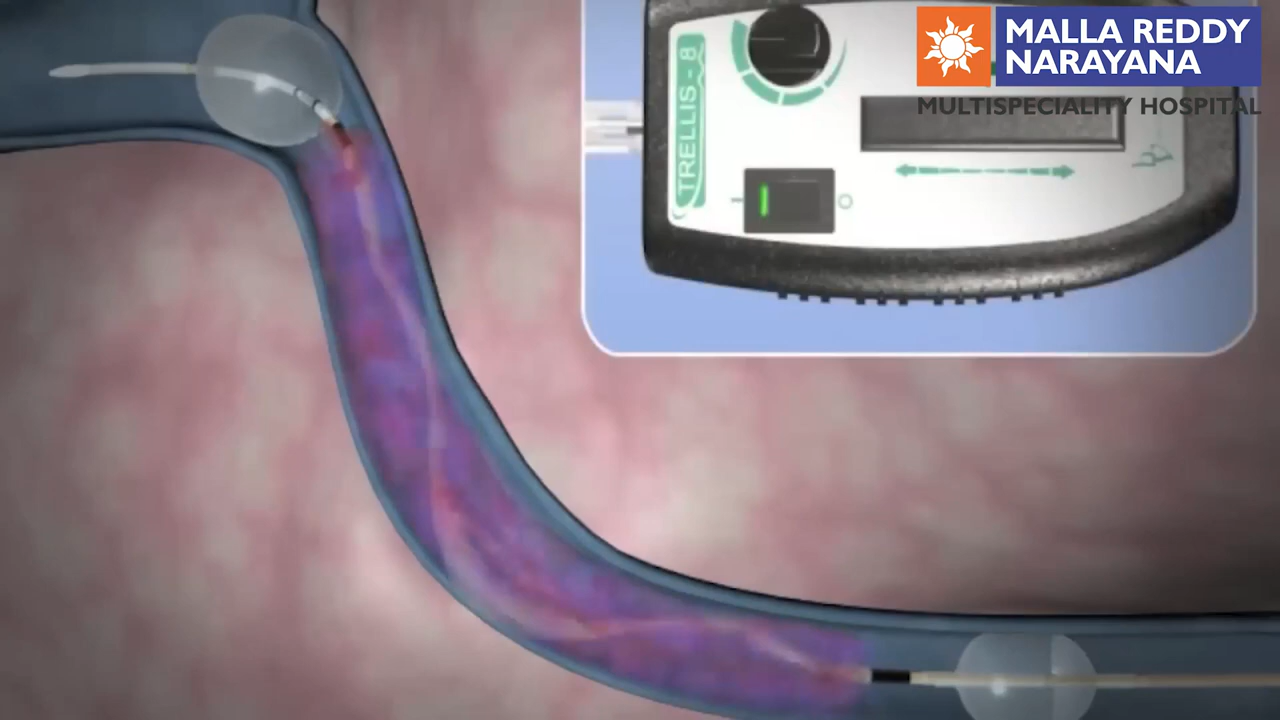 MALLA REDDY
NARAYANA
MULTISPECIALITY HOSPITAL
TRELLIS - 8